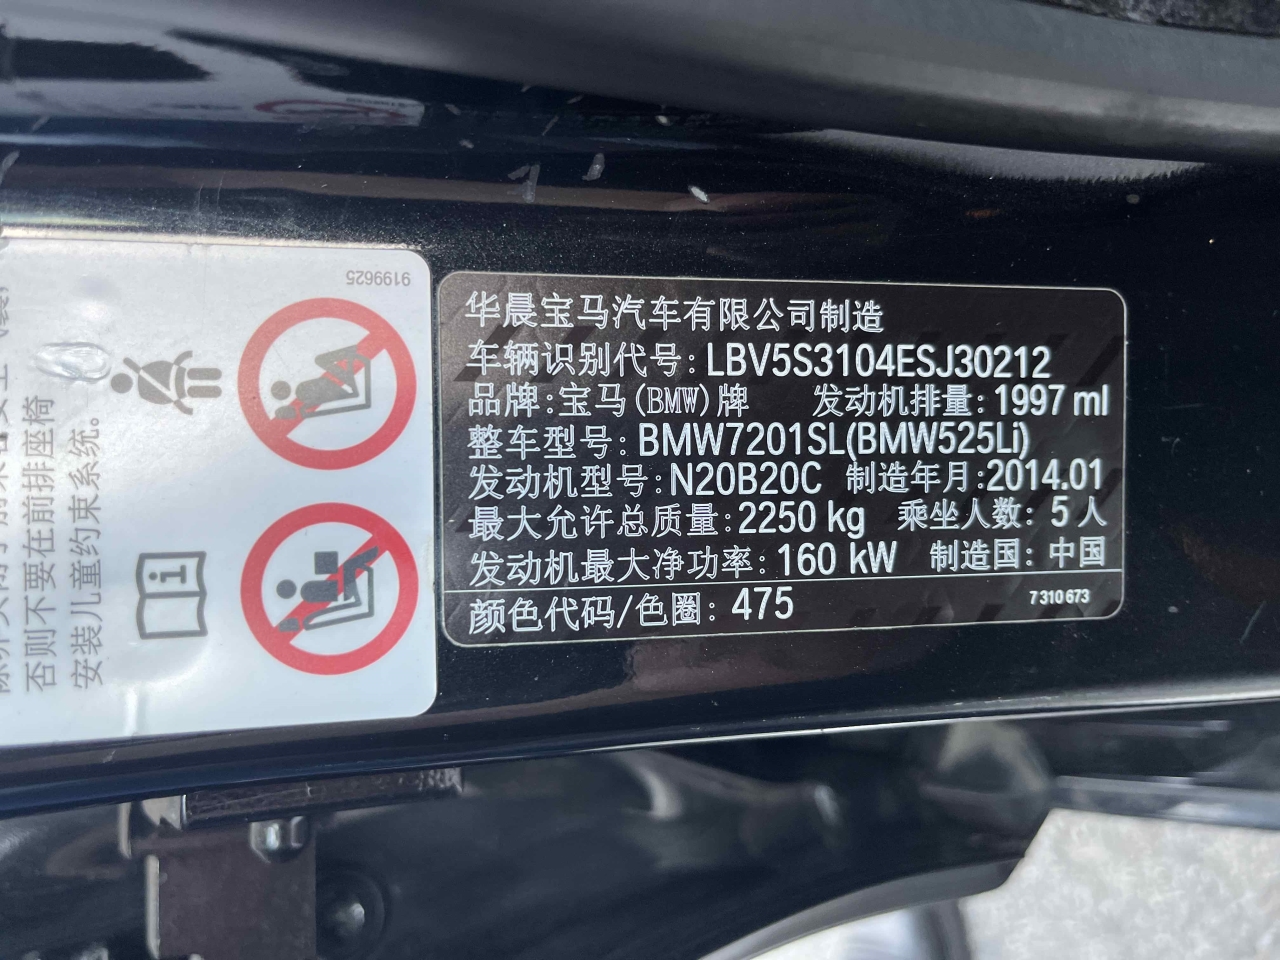 华晨宝马汽车有限公司制造
车辆识别代号: LBV5S3104ESJ30212
品牌:宝马(BMW)牌 发动机排量: 1997 ml
整车型号: BMW7201SL(BMW525Li)
发动机型号: N20B20C 制造年月:2014.01
最大允许总质量: 2250 kg 乘坐人数: 5 人
发动机最大净功率: 160 kW 制造国: 中国
颜色代码/色圈: 475 7 310 673
9199625
否则不要在前排座椅
安装儿童约束系统。